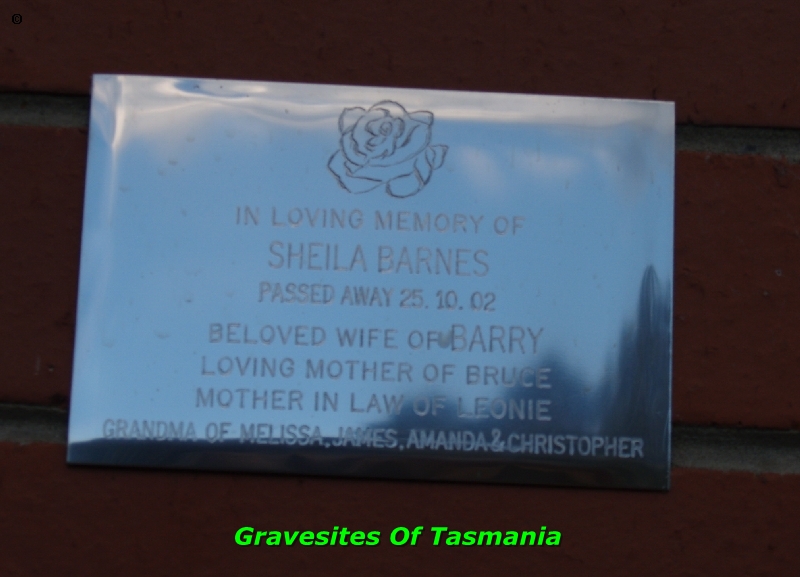 ©
IN LOVING MEMORY OF
SHEILA BARNES
PASSED AWAY 25.10.02
BELOVED WIFE OF BARRY
LOVING MOTHER OF BRUCE
MOTHER IN LAW OF LEONIE
GRANDMA OF MELISSA, JAMES, AMANDA & CHRISTOPHER
Gravesites Of Tasmania